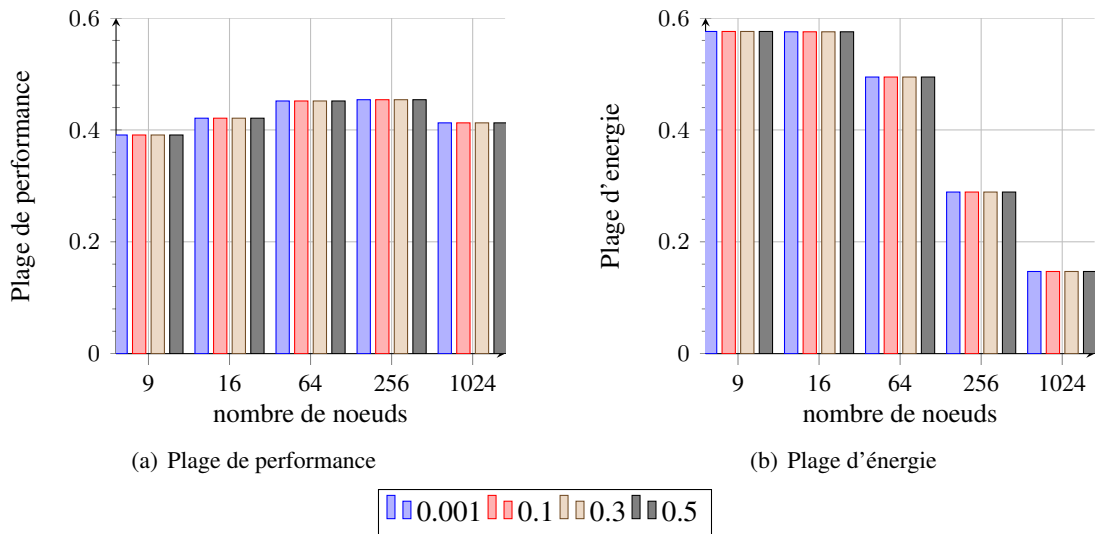 0.6
0.4
0.2
0
Plage de performance
9 16 64 256 1024
nombre de noeuds
(a) Plage de performance
0.6
0.4
0.2
0
Plage d'energie
9 16 64 256 1024
nombre de noeuds
(b) Plage d'énergie
0.001 0.1 0.3 0.5